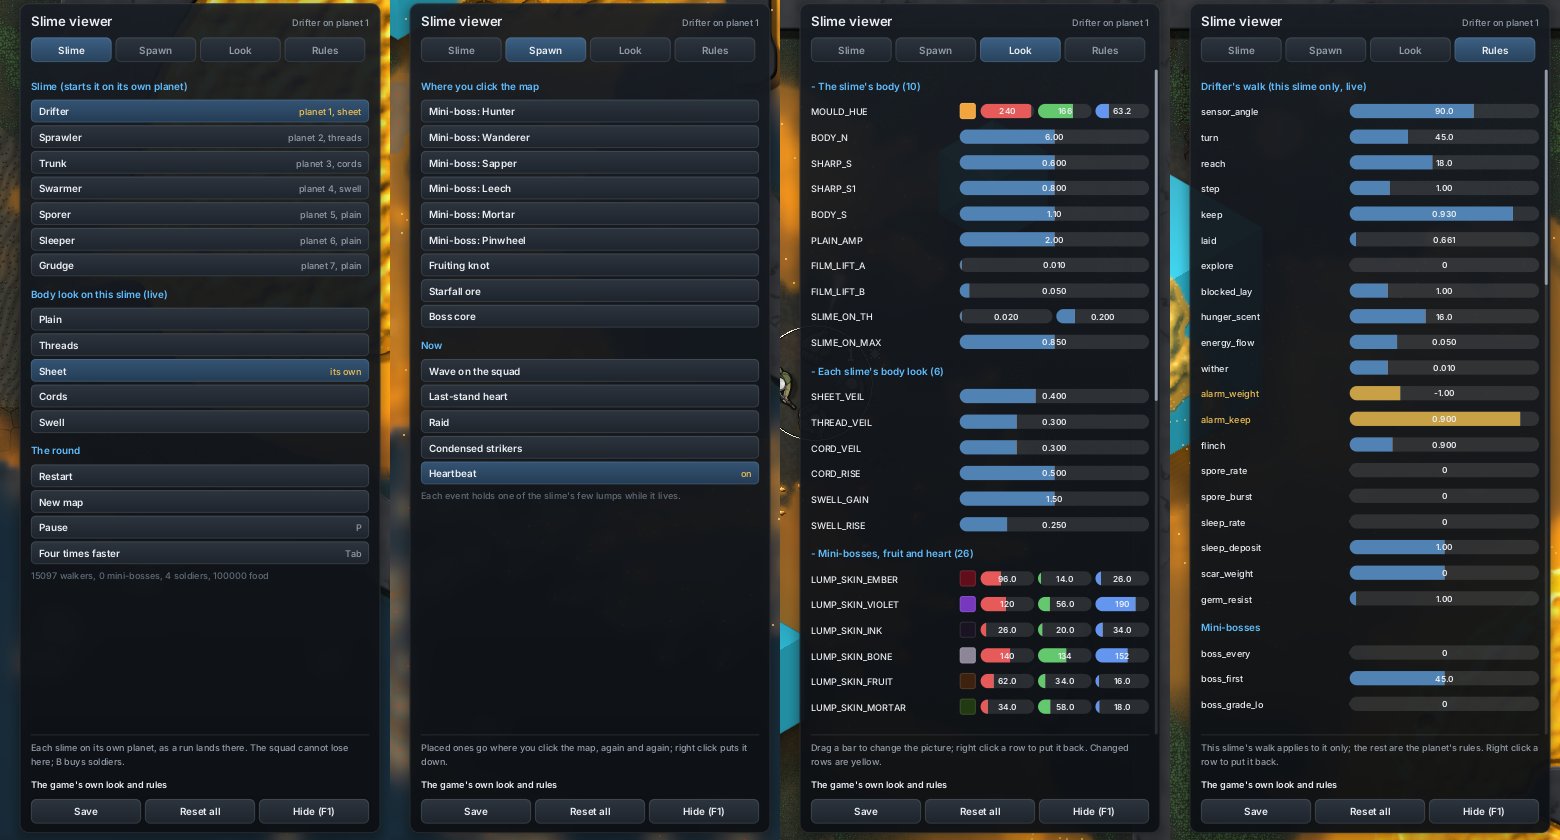 Slime viewer
Drifter on planet 1
Slime Spawn Look Rules
Slime (starts it on its own planet)
Drifter planet 1, sheet
Sprawler planet 2, threads
Trunk planet 3, cords
Swarmer planet 4, swell
Sporer planet 5, plain
Sleeper planet 6, plain
Grudge planet 7, plain
Body look on this slime (live)
Plain
Threads
Sheet its own
Cords
Swell
The round
Restart
New map
Pause P
Four times faster Tab
15097 walkers, 0 mini-bosses, 4 soldiers, 100000 food
Each slime on its own planet, as a run lands there. The squad cannot lose
here; B buys soldiers.
The game's own look and rules
Save Reset all Hide (F1)
Slime viewer
Drifter on planet 1
Slime Spawn Look Rules
Where you click the map
Mini-boss: Hunter
Mini-boss: Wanderer
Mini-boss: Sapper
Mini-boss: Leech
Mini-boss: Mortar
Mini-boss: Pinwheel
Fruiting knot
Starfall ore
Boss core
Now
Wave on the squad
Last-stand heart
Raid
Condensed strikers
Heartbeat on
Each event holds one of the slime's few lumps while it lives.
Placed ones go where you click the map, again and again; right click puts it
down.
The game's own look and rules
Save Reset all Hide (F1)
Slime viewer
Drifter on planet 1
Slime Spawn Look Rules
- The slime's body (10)
MOULD_HUE 240 166 63.2
BODY_N 6.00
SHARP_S 0.600
SHARP_S1 0.800
BODY_S 1.10
PLAIN_AMP 2.00
FILM_LIFT_A 0.010
FILM_LIFT_B 0.050
SLIME_ON_TH 0.020 0.200
SLIME_ON_MAX 0.850
- Each slime's body look (6)
SHEET_VEIL 0.400
THREAD_VEIL 0.300
CORD_VEIL 0.300
CORD_RISE 0.500
SWELL_GAIN 1.50
SWELL_RISE 0.250
- Mini-bosses, fruit and heart (26)
LUMP_SKIN_EMBER 96.0 14.0 26.0
LUMP_SKIN_VIOLET 120 56.0 190
LUMP_SKIN_INK 26.0 20.0 34.0
LUMP_SKIN_BONE 140 134 152
LUMP_SKIN_FRUIT 62.0 34.0 16.0
LUMP_SKIN_MORTAR 34.0 58.0 18.0
Drag a bar to change the picture; right click a row to put it back. Changed
rows are yellow.
The game's own look and rules
Save Reset all Hide (F1)
Slime viewer
Drifter on planet 1
Slime Spawn Look Rules
Drifter's walk (this slime only, live)
sensor_angle 90.0
turn 45.0
reach 18.0
step 1.00
keep 0.930
laid 0.661
explore 0
blocked_lay 1.00
hunger_scent 16.0
energy_flow 0.050
wither 0.010
alarm_weight -1.00
alarm_keep 0.900
flinch 0.900
spore_rate 0
spore_burst 0
sleep_rate 0
sleep_deposit 1.00
scar_weight 0
germ_resist 1.00
Mini-bosses
boss_every 0
boss_first 45.0
boss_grade_lo 0
This slime's walk applies to it only; the rest are the planet's rules. Right click a
row to put it back.
The game's own look and rules
Save Reset all Hide (F1)